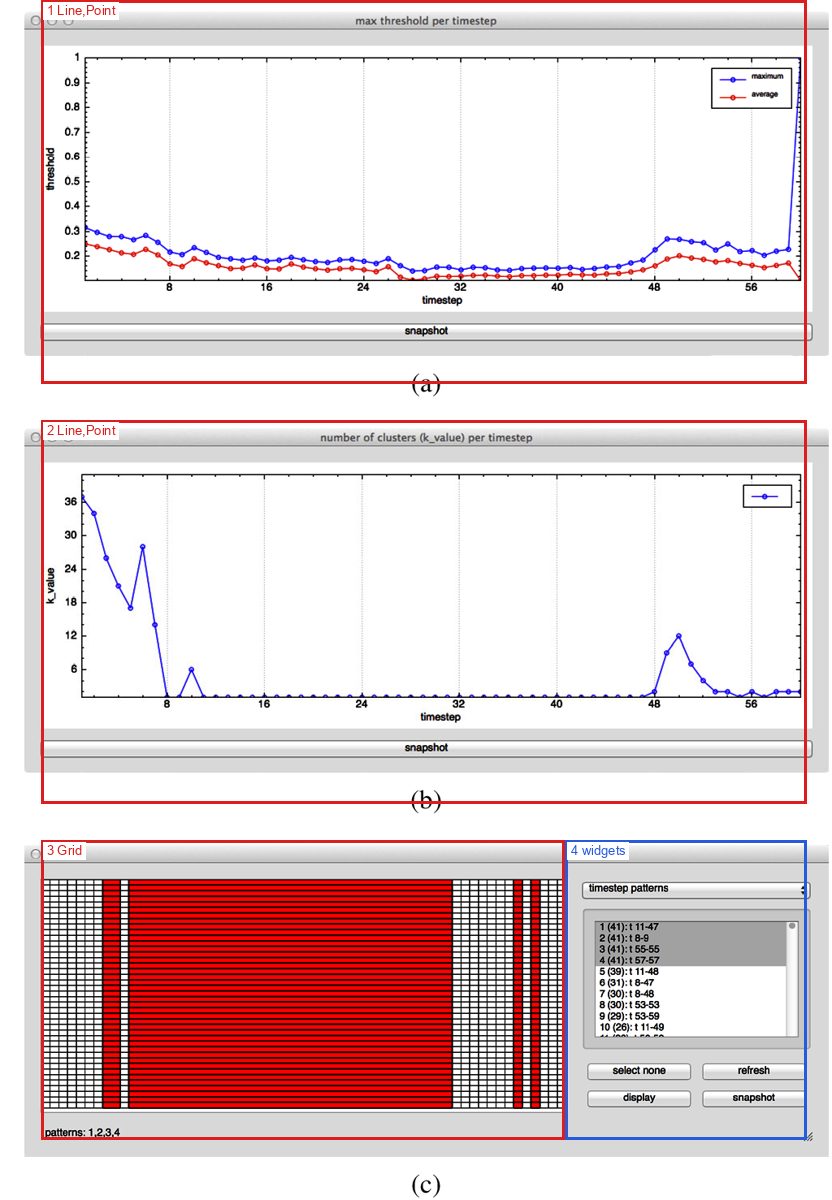 1 Line,Point
max threshold per timestep
1
0.9
0.8
0.7
0.6
0.5
0.4
0.3
0.2
threshold
maximum
average
8 16 24 32 40 48 56
timestep
snapshot
(a)
2 Line,Point
number of clusters (k_value) per timestep
36
30
24
18
12
6
k_value
8 16 24 32 40 48 56
timestep
snapshot
(b)
3 Grid
4 widgets
timestep patterns
1 (41): t 11-47
2 (41): t 8-9
3 (41): t 55-55
4 (41): t 57-57
5 (39): t 11-48
6 (31): t 8-47
7 (30): t 8-48
8 (30): t 53-53
9 (29): t 53-59
10 (26): t 11-49
select none refresh
display snapshot
patterns: 1,2,3,4
(c)